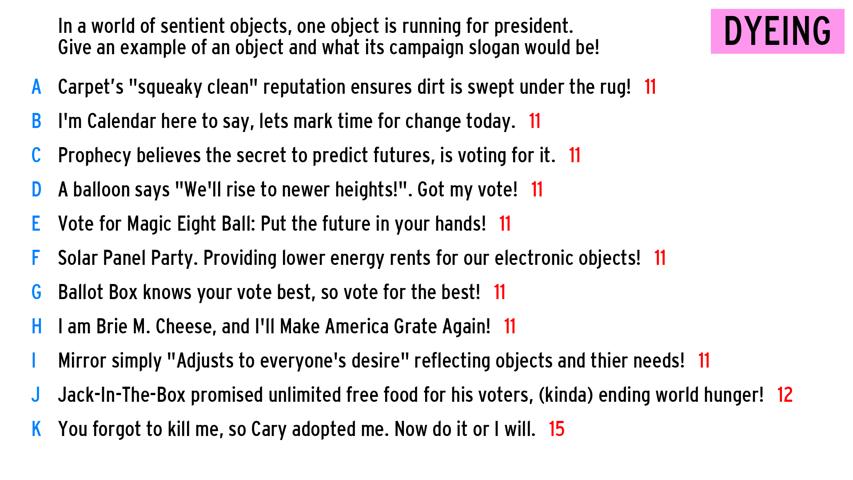 In a world of sentient objects, one object is running for president.
Give an example of an object and what its campaign slogan would be!
DYEING
A Carpet's "squeaky clean" reputation ensures dirt is swept under the rug! 11
B I'm Calendar here to say, lets mark time for change today. 11
C Prophecy believes the secret to predict futures, is voting for it. 11
D A balloon says "We'll rise to newer heights!". Got my vote! 11
E Vote for Magic Eight Ball: Put the future in your hands! 11
F Solar Panel Party. Providing lower energy rents for our electronic objects! 11
G Ballot Box knows your vote best, so vote for the best! 11
H I am Brie M. Cheese, and I'll Make America Grate Again! 11
I Mirror simply "Adjusts to everyone's desire" reflecting objects and thier needs! 11
J Jack-In-The-Box promised unlimited free food for his voters, (kinda) ending world hunger! 12
K You forgot to kill me, so Cary adopted me. Now do it or I will. 15